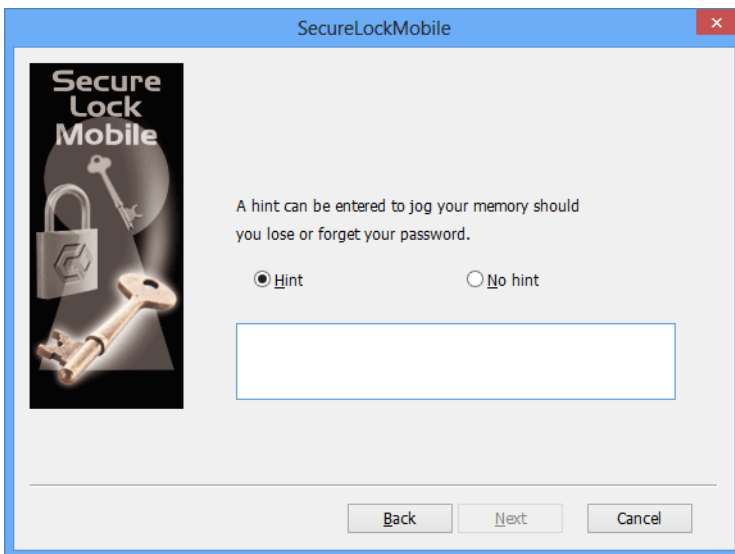 SecureLockMobile
Secure
Lock
Mobile
A hint can be entered to jog your memory should
you lose or forget your password.
Hint
No hint
Back
Next
Cancel